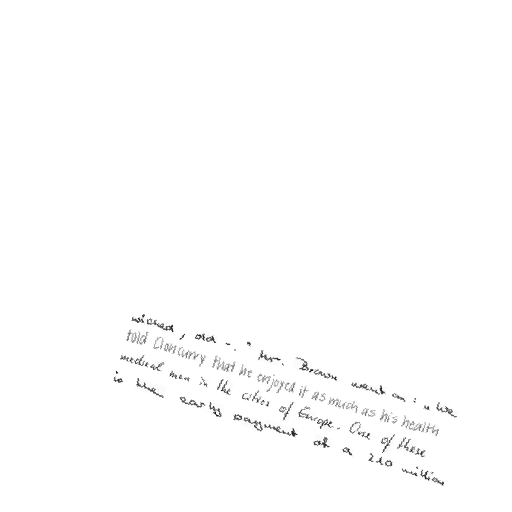 wicked, old -. " Mr. Brown went on: " We
told Cloncurry that he enjoyed it as much as his health
medical men in the cities of Europe. One of these
is the early payment of a 210 million